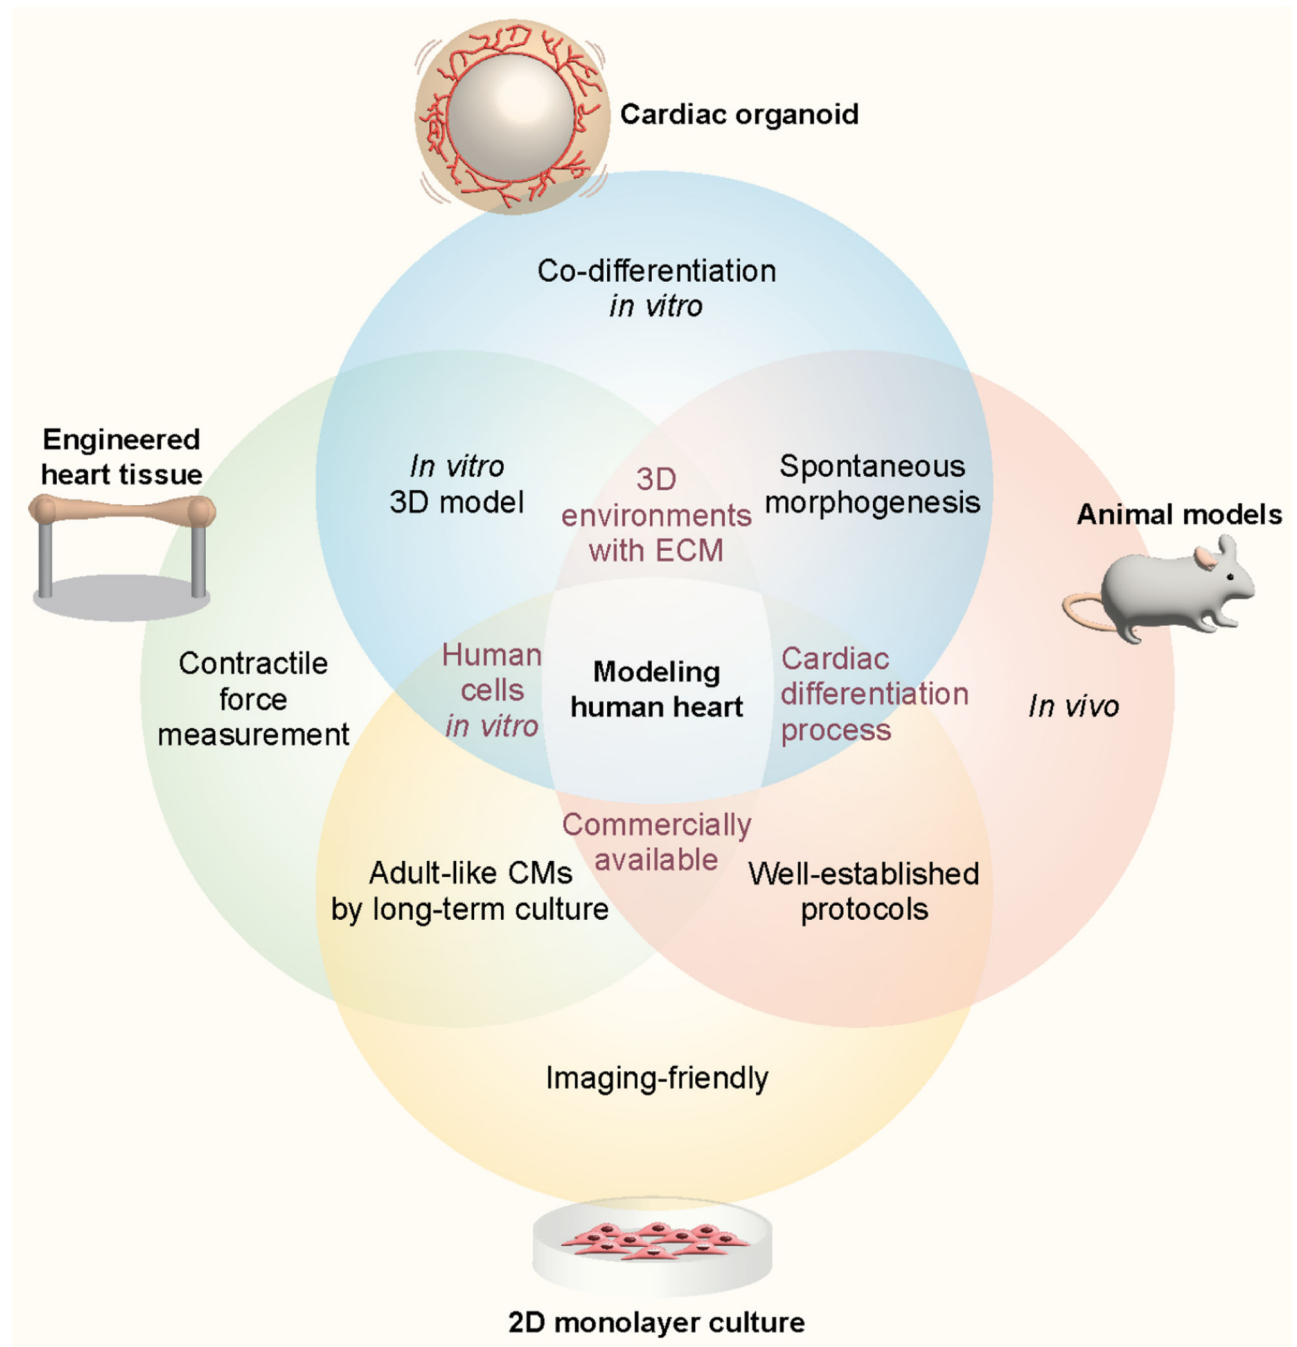 Cardiac organoid
Co-differentiation
in vitro
Engineered
heart tissue
In vitro
3D model
3D
environments
with ECM
Spontaneous
morphogenesis
Animal models
Contractile
force
measurement
Human
cells
in vitro
Modeling
human heart
Cardiac
differentiation
process
In vivo
Commercially
available
Adult-like CMs
by long-term culture
Well-established
protocols
Imaging-friendly
2D monolayer culture